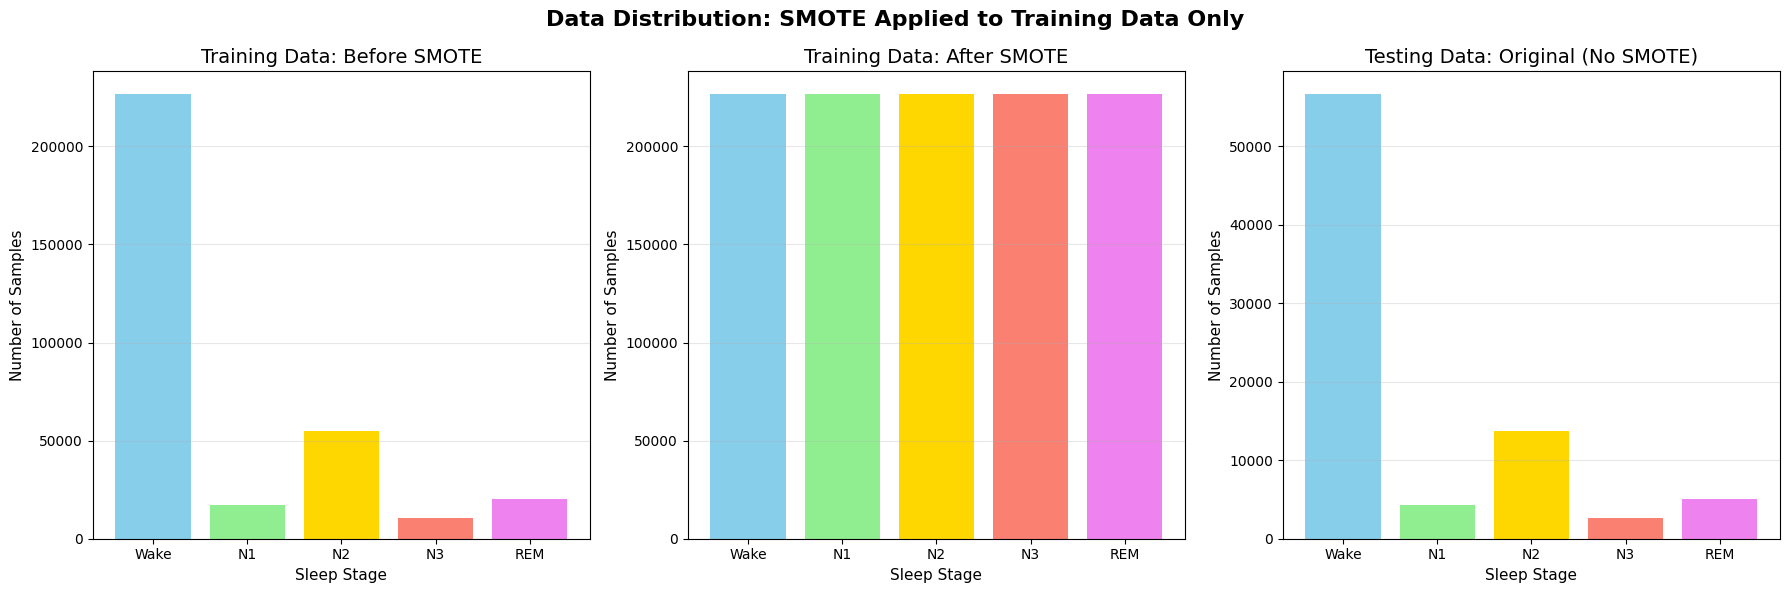 Data Distribution: SMOTE Applied to Training Data Only
Training Data: Before SMOTE
Number of Samples
200000
150000
100000
50000
0
Wake N1 N2 N3 REM
Sleep Stage
Training Data: After SMOTE
Number of Samples
200000
150000
100000
50000
0
Wake N1 N2 N3 REM
Sleep Stage
Testing Data: Original (No SMOTE)
Number of Samples
50000
40000
30000
20000
10000
0
Wake N1 N2 N3 REM
Sleep Stage